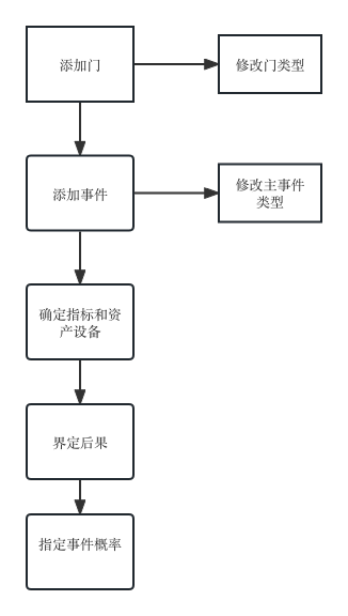 添加门
修改门类型
添加事件
修改主事件
类型
确定指标和资
产设备
界定后果
指定事件概率